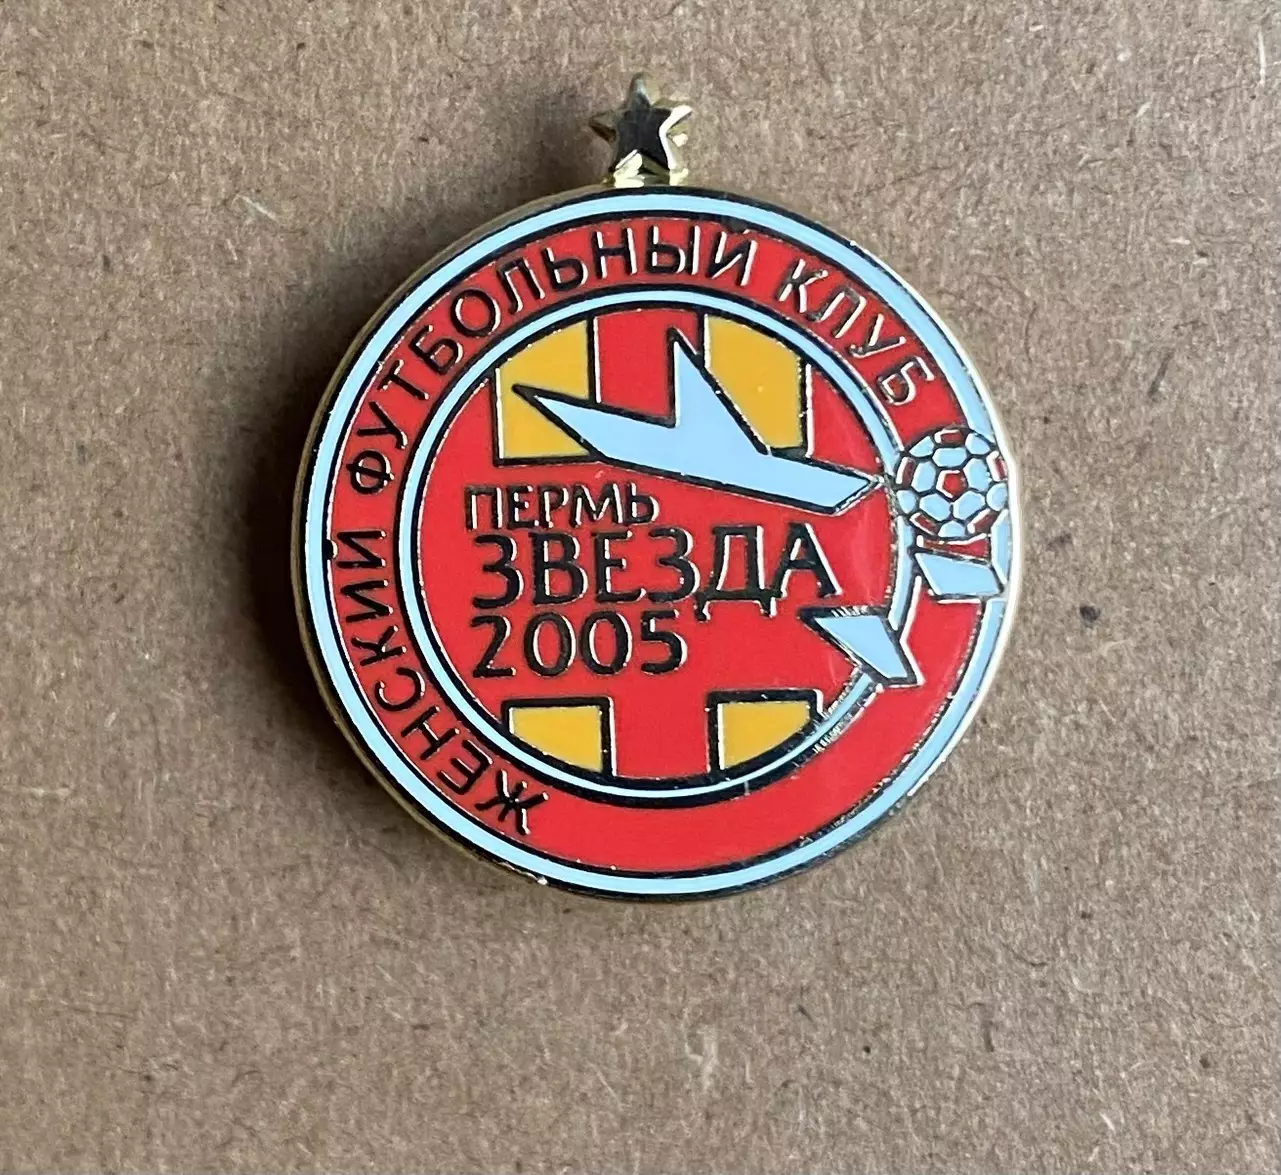 ЖЕНСКИЙ ФУТБОЛЬНЫЙ КЛУБ
ПЕРМЬ
ЗВЕЗДА
2005